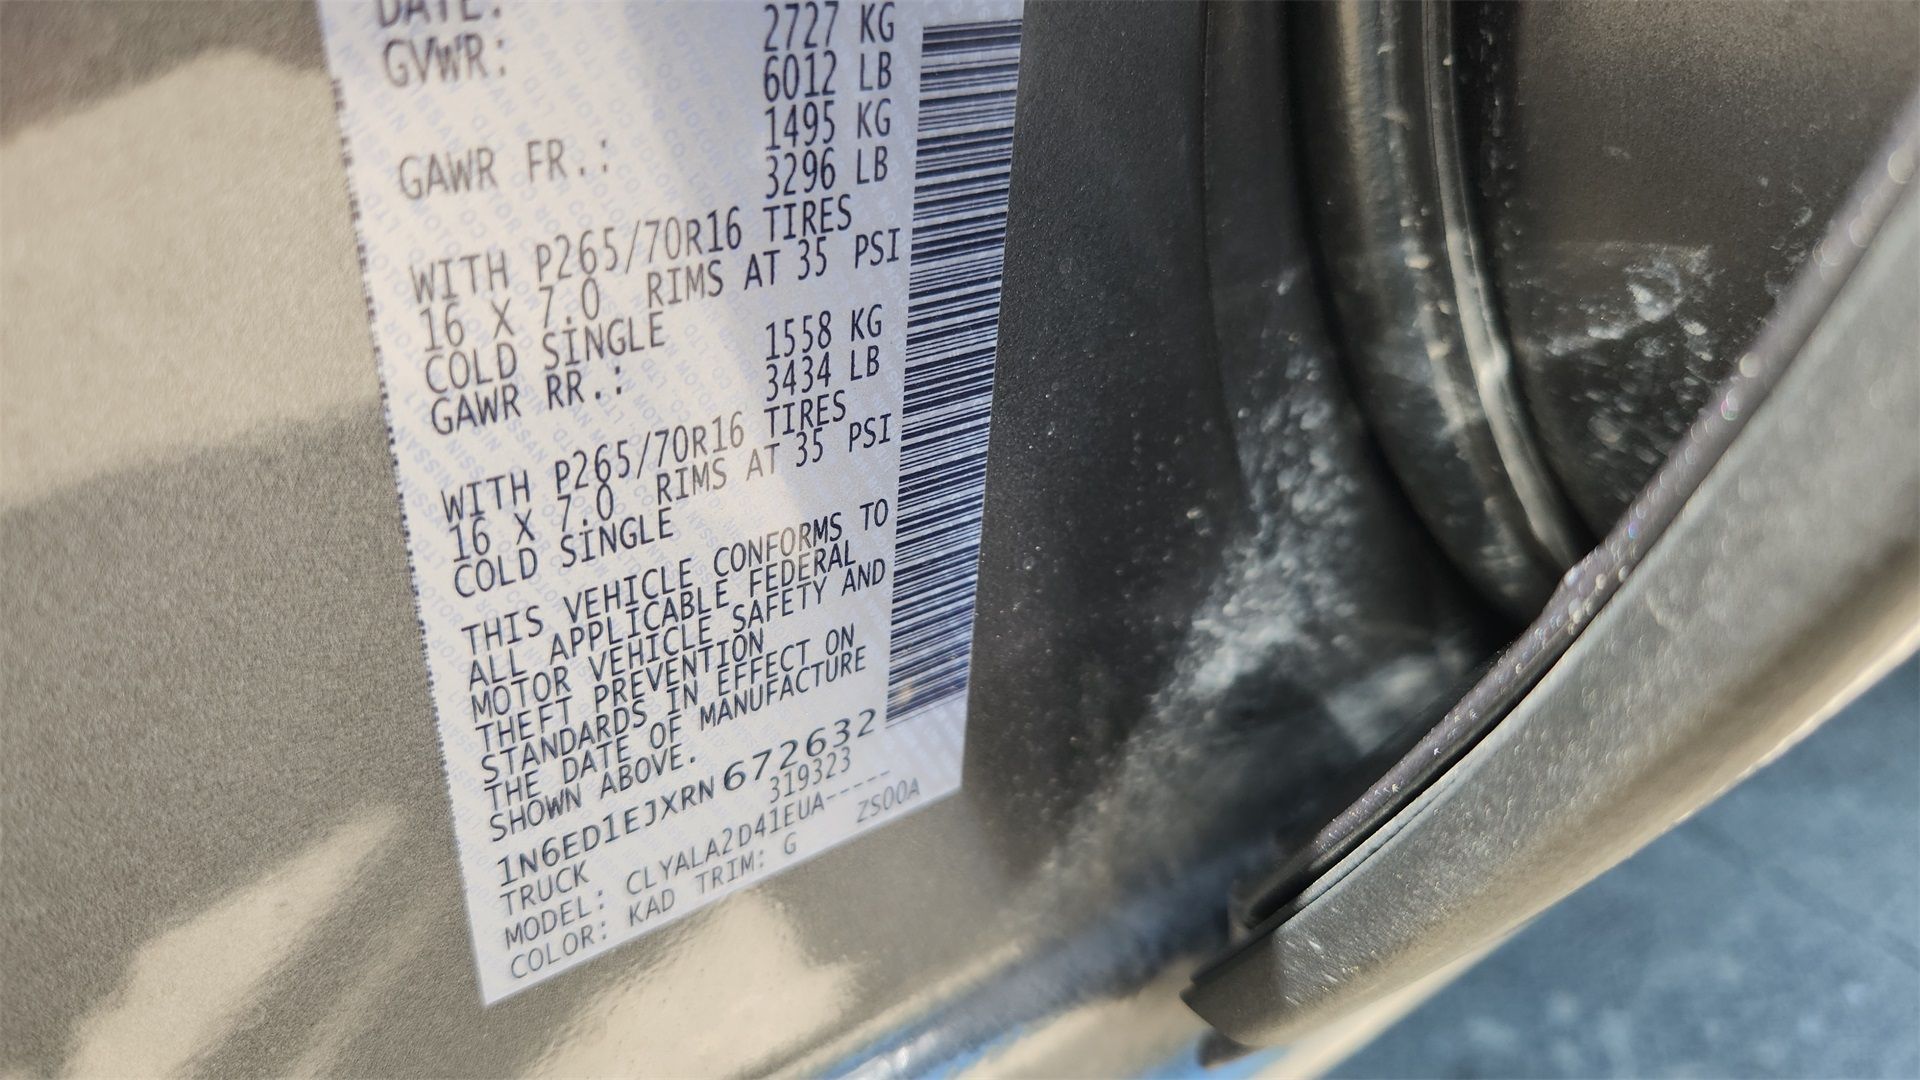 DATE:
GVWR: 2727 KG
6012 LB
GAWR FR.: 1495 KG
3296 LB
WITH P265/70R16 TIRES
16 X 7.0 RIMS AT 35 PSI
COLD SINGLE
GAWR RR.: 1558 KG
3434 LB
WITH P265/70R16 TIRES
16 X 7.0 RIMS AT 35 PSI
COLD SINGLE
THIS VEHICLE CONFORMS TO
ALL APPLICABLE FEDERAL
MOTOR VEHICLE SAFETY AND
THEFT PREVENTION
STANDARDS IN EFFECT ON
THE DATE OF MANUFACTURE
SHOWN ABOVE.
1N6ED1EJXRN672632
TRUCK 319323
MODEL: CLYALA2D41EUA-----
COLOR: KAD TRIM: G ZS00A